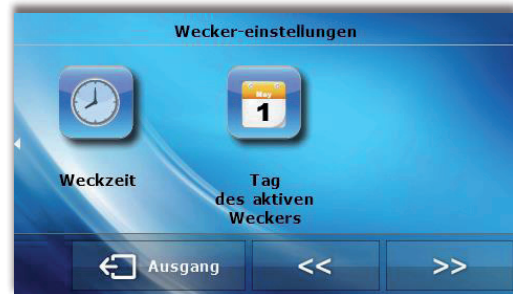 Wecker-einstellungen
May
1
Weckzeit
Tag
des aktiven
Weckers
Ausgang
<<
>>